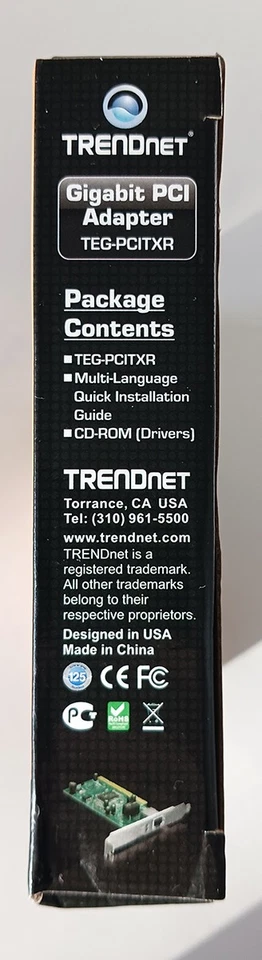 TRENDNET®
Gigabit PCI
Adapter
TEG-PCITXR
Package
Contents
■ TEG-PCITXR
■ Multi-Language
Quick Installation
Guide
■ CD-ROM (Drivers)
TRENDNET
Torrance, CA USA
Tel: (310) 961-5500
www.trendnet.com
TRENDnet is a
registered trademark.
All other trademarks
belong to their
respective proprietors.
Designed in USA
Made in China
125 CE FC
PC RoHS